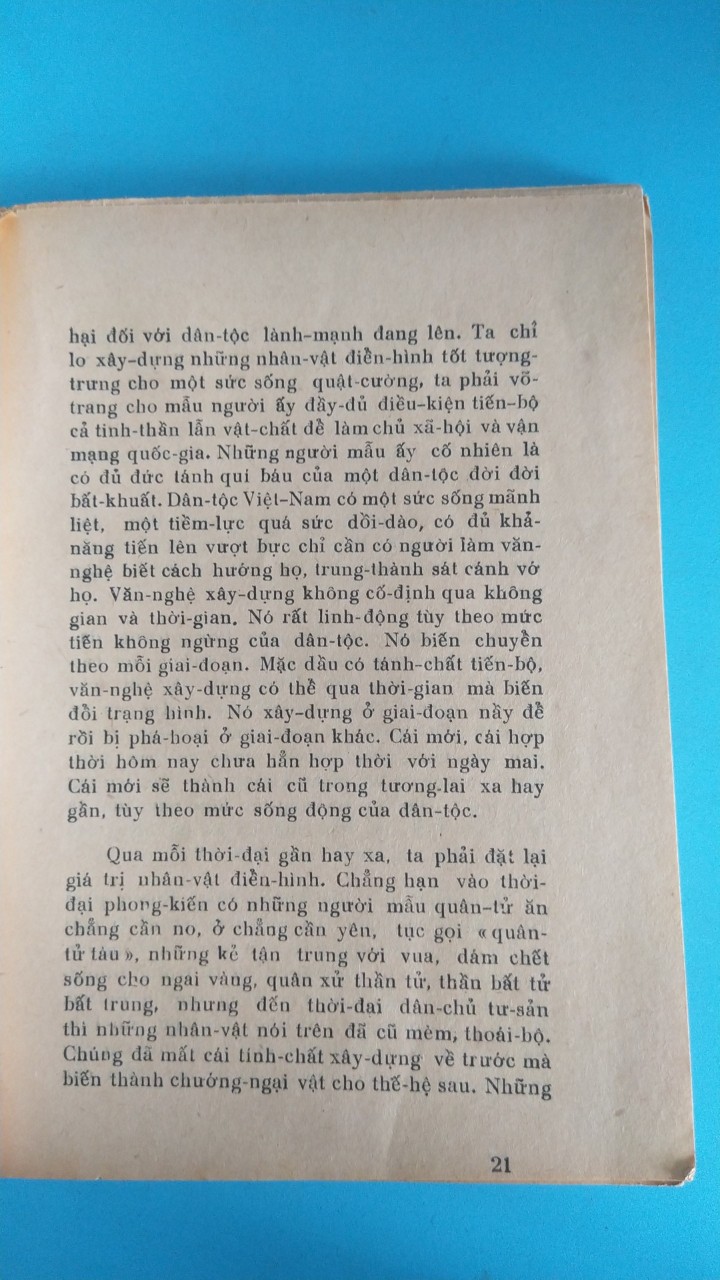 hại đối với dân-tộc lành-mạnh đang lên. Ta chỉ
lo xây-dựng những nhân-vật điền-hình tốt tượng-
trưng cho một sức sống quật-cường, ta phải võ-
trang cho mẫu người ấy đầy-đủ điều-kiện tiến-bộ
cả tinh-thần lẫn vật-chất đề làm chủ xã-hội và vận
mạng quốc-gia. Những người mẫu ấy cố nhiên là
có đủ đức tánh quí báu của một dân-tộc đời đời
bất-khuất. Dân-tộc Việt-Nam có một sức sống mãnh
liệt, một tiềm-lực quá sức dồi-dào, có đủ khả-
năng tiến lên vượt bực chỉ cần có người làm văn-
nghệ biết cách hướng họ, trung-thành sát cánh vớ
họ. Văn-nghệ xây-dựng không cố-định qua không
gian và thời-gian. Nó rất linh-động tùy theo mức
tiến không ngừng của dân-tộc. Nó biến chuyền
theo mỗi giai-đoạn. Mặc dầu có tánh-chất tiến-bộ,
văn-nghệ xây-dựng có thề qua thời-gian mà biến
đồi trạng hình. Nó xây-dựng ở giai-đoạn nầy đề
rồi bị phá-hoại ở giai-đoạn khác. Cái mới, cái hợp
thời hôm nay chưa hẳn hợp thời với ngày mai.
Cái mới sẽ thành cái cũ trong tương-lai xa hay
gần, tùy theo mức sống động của dân-tộc.
Qua mỗi thời-đại gần hay xa, ta phải đặt lại
giá trị nhân-vật điền-hình. Chẳng hạn vào thời-
đại phong-kiến có những người mẫu quân-tử ăn
chẳng cần no, ở chẳng cần yên, tục gọi « quân-
tử tàu », những kẻ tận trung với vua, dám chết
sống cho ngai vàng, quân xử thần tử, thần bất tử
bất trung, nhưng đến thời-đai dân-chủ tư-sản
thì những nhân-vật nói trên đã cũ mèm, thoái-bộ.
Chúng đã mất cái tính-chất xây-dựng về trước mà
biến thành chướng-ngại vật cho thế-hệ sau. Những
21